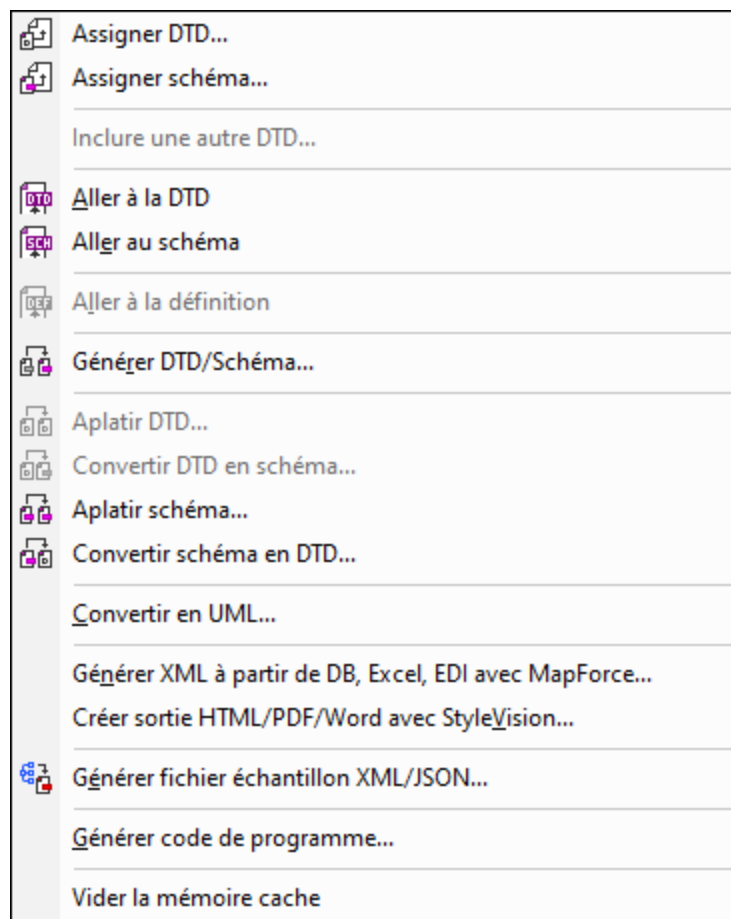 Assigner DTD...
Assigner schéma...
Inclure une autre DTD...
Aller à la DTD
Aller au schéma
Aller à la définition
Générer DTD/Schéma...
Aplatir DTD...
Convertir DTD en schéma...
Aplatir schéma...
Convertir schéma en DTD...
Convertir en UML...
Générer XML à partir de DB, Excel, EDI avec MapForce...
Créer sortie HTML/PDF/Word avec StyleVision...
Générer fichier échantillon XML/JSON...
Générer code de programme...
Vider la mémoire cache